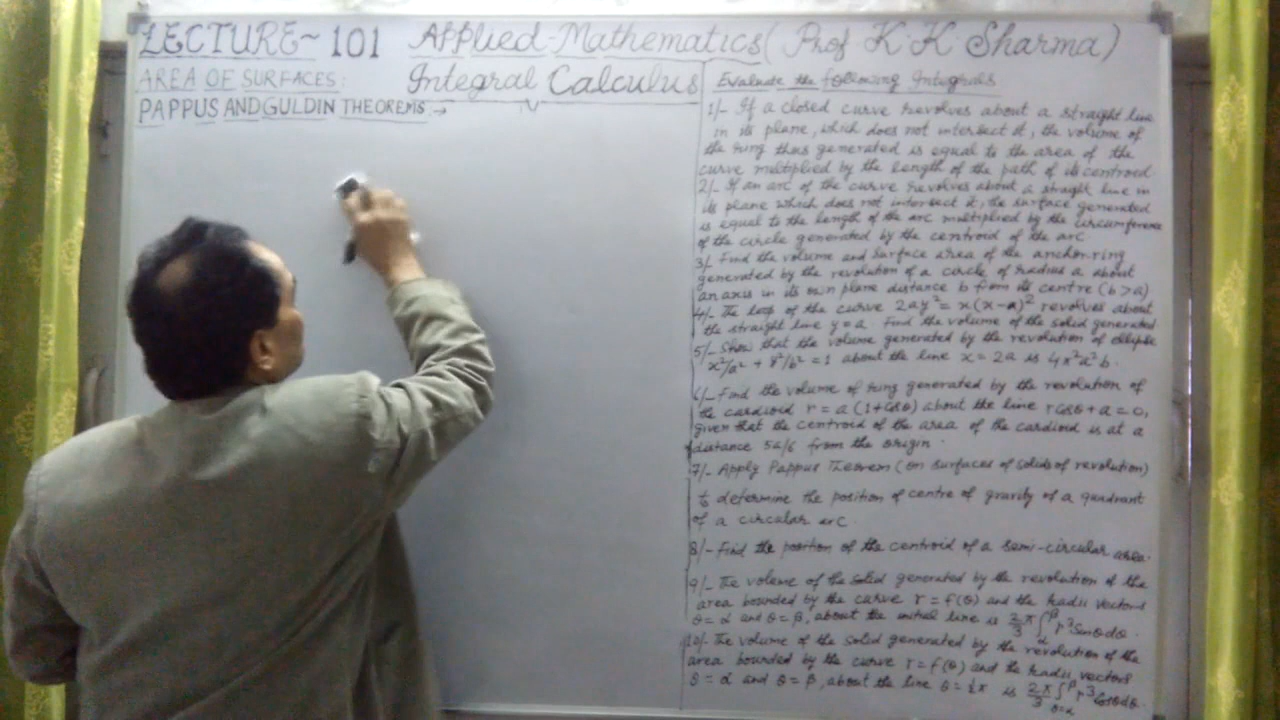 LECTURE~101 Applied-Mathematics (Prof K.K. Sharma)
AREA OF SURFACES: Integral Calculus
PAPPUS AND GULDIN THEOREMS :→
Evaluate the following Integrals
1/- If a closed curve revolves about a straight line
in its plane, which does not intersect it, the volume of
the ring thus generated is equal to the area of the
curve multiplied by the length of the path of its centroid
2/- If an arc of the curve revolves about a straight line in
its plane which does not intersect it, the surface generated
is equal to the length of the arc multiplied by the circumference
of the circle generated by the centroid of the arc
3/- Find the volume and surface area of the anchor-ring
generated by the revolution of a circle of radius a about
an axis in its own plane distance b from its centre (b>a)
4/- The loop of the curve 2ay² = x(x-a)² revolves about
the straight line y=a. Find the volume of the solid generated
5/- Show that the volume generated by the revolution of ellipse
x²/a² + y²/b² = 1 about the line x = 2a is 4π²a²b.
6/- Find the volume of ring generated by the revolution of
the cardioid r = a (1+cosθ) about the line rcosθ+a=0,
given that the centroid of the area of the cardioid is at a
distance 5a/6 from the origin.
7/- Apply Pappus Theorem (on surfaces of solids of revolution)
to determine the position of centre of gravity of a quadrant
of a circular arc.
8/- Find the position of the centroid of a semi-circular area.
9/- The volume of the solid generated by the revolution of the
area bounded by the curve r = f(θ) and the radii vectors
θ = α and θ = β, about the initial line is 2/3 π ∫αβ r³ sinθdθ.
10/- The volume of the solid generated by the revolution of the
area bounded by the curve r = f(θ) and the radii vectors
θ = α and θ = β, about the line θ = ½π is 2π/3 ∫θ=αβ r³ cosθdθ.